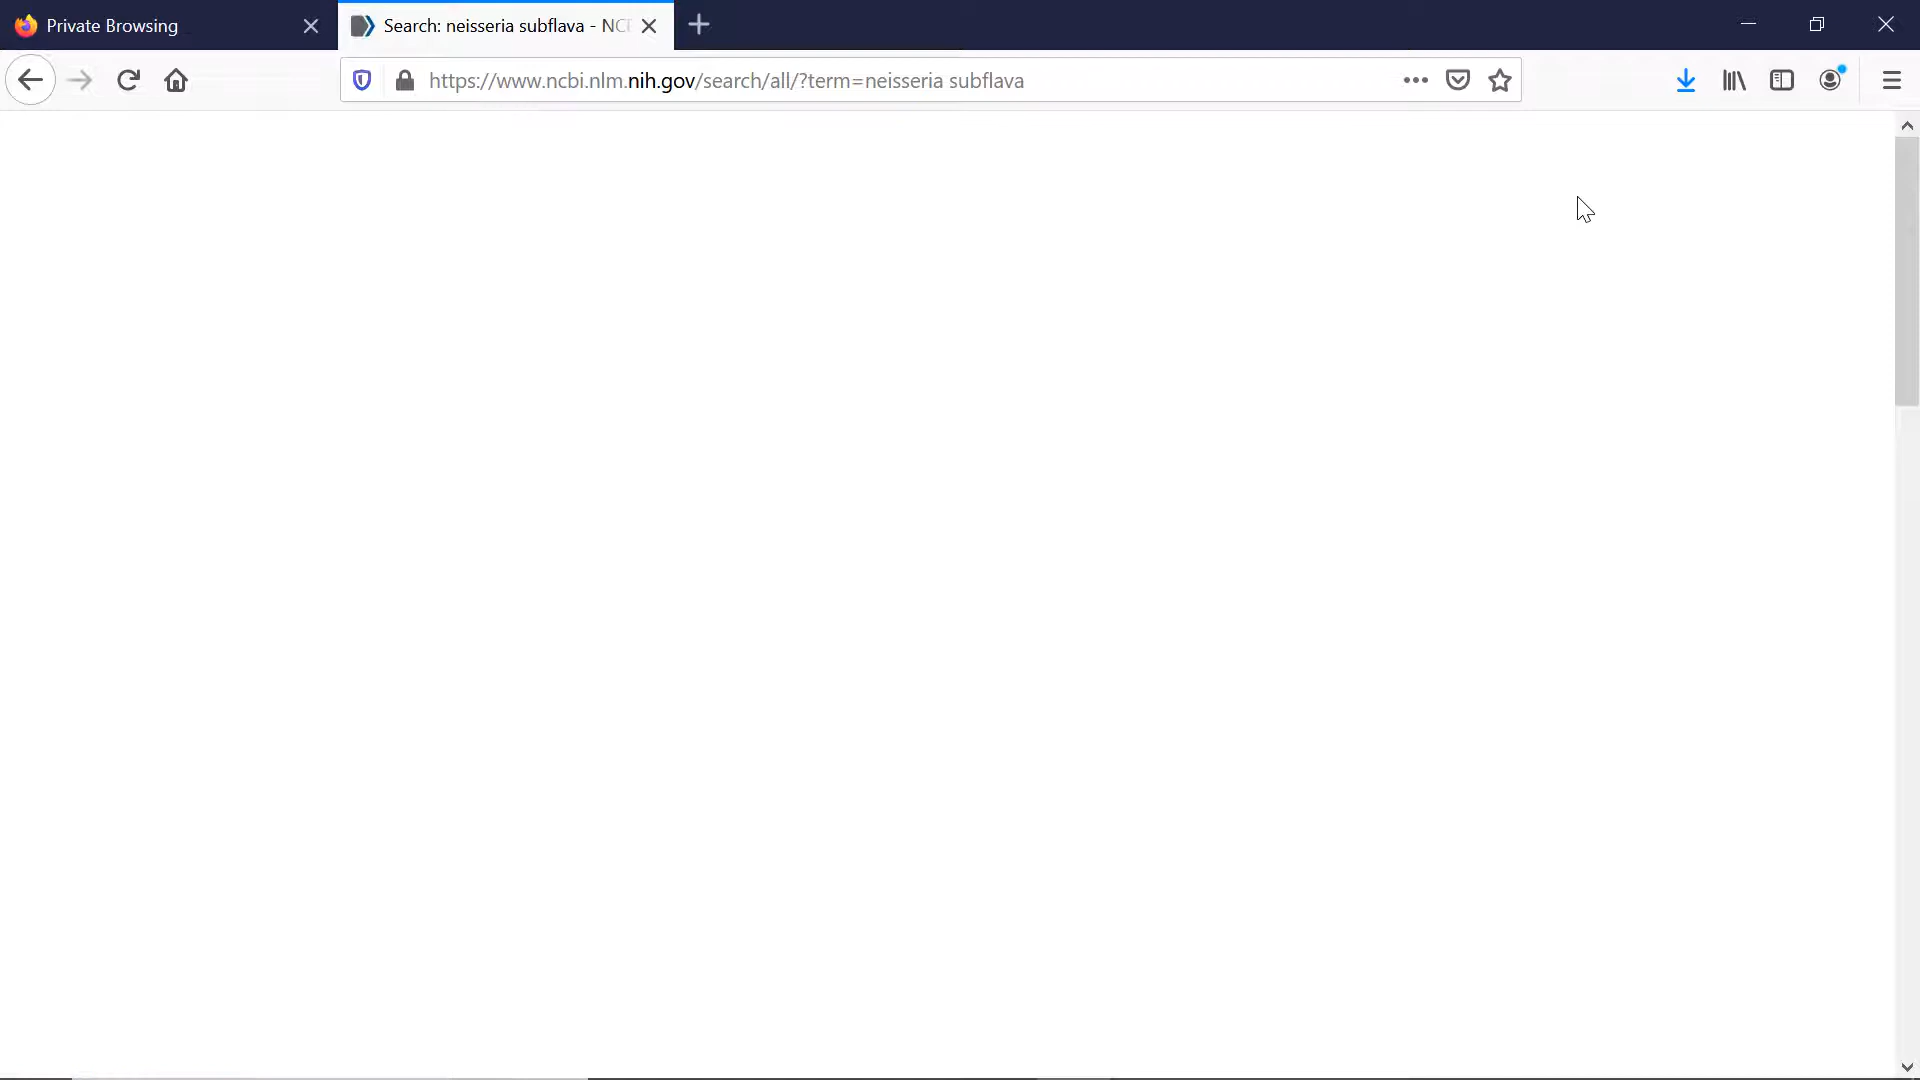 Private Browsing
Search: neisseria subflava - NC
https://www.ncbi.nlm.nih.gov/search/all/?term=neisseria subflava